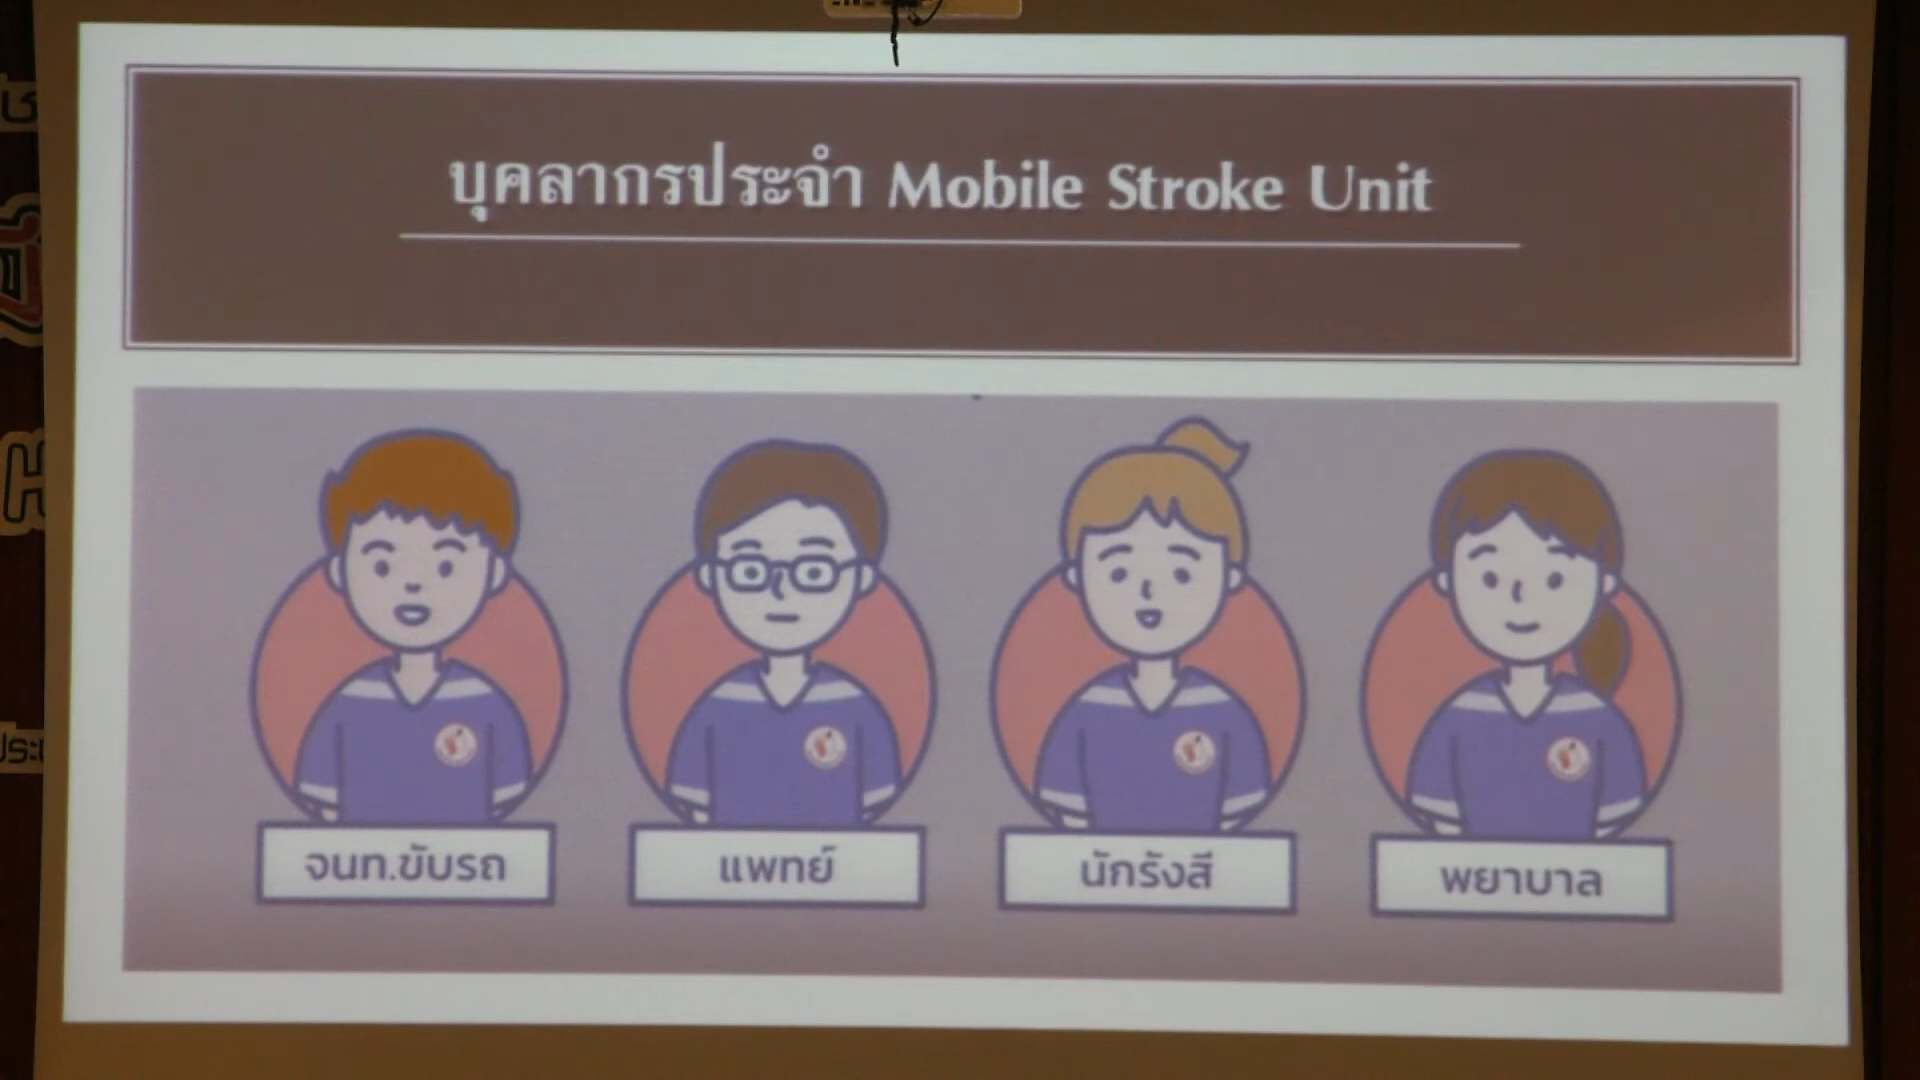 บุคลากรประจำ Mobile Stroke Unit
จนท.ขับรถ
แพทย์
นักรังสี
พยาบาล